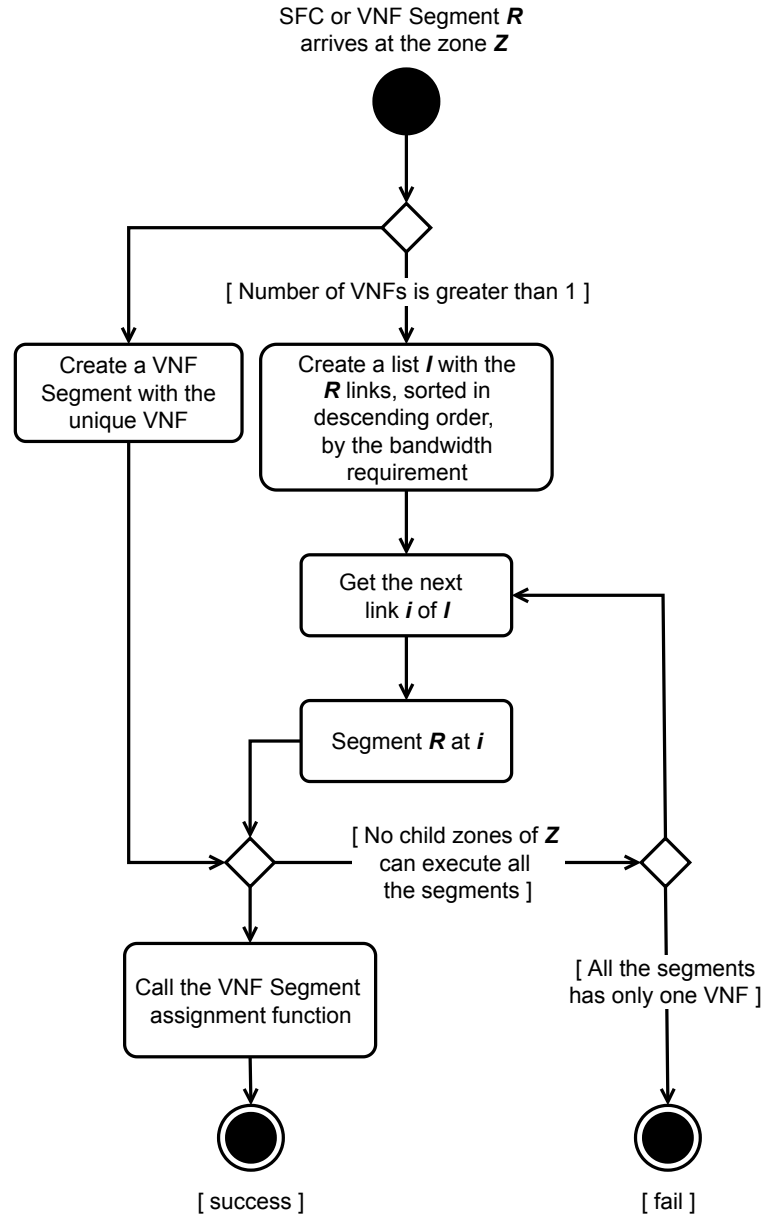 SFC or VNF Segment R
arrives at the zone Z
[ Number of VNFs is greater than 1 ]
Create a VNF
Segment with the
unique VNF
Create a list l with the
R links, sorted in
descending order,
by the bandwidth
requirement
Get the next
link i of l
Segment R at i
[ No child zones of Z
can execute all
the segments ]
Call the VNF Segment
assignment function
[ All the segments
has only one VNF ]
[ success ]
[ fail ]